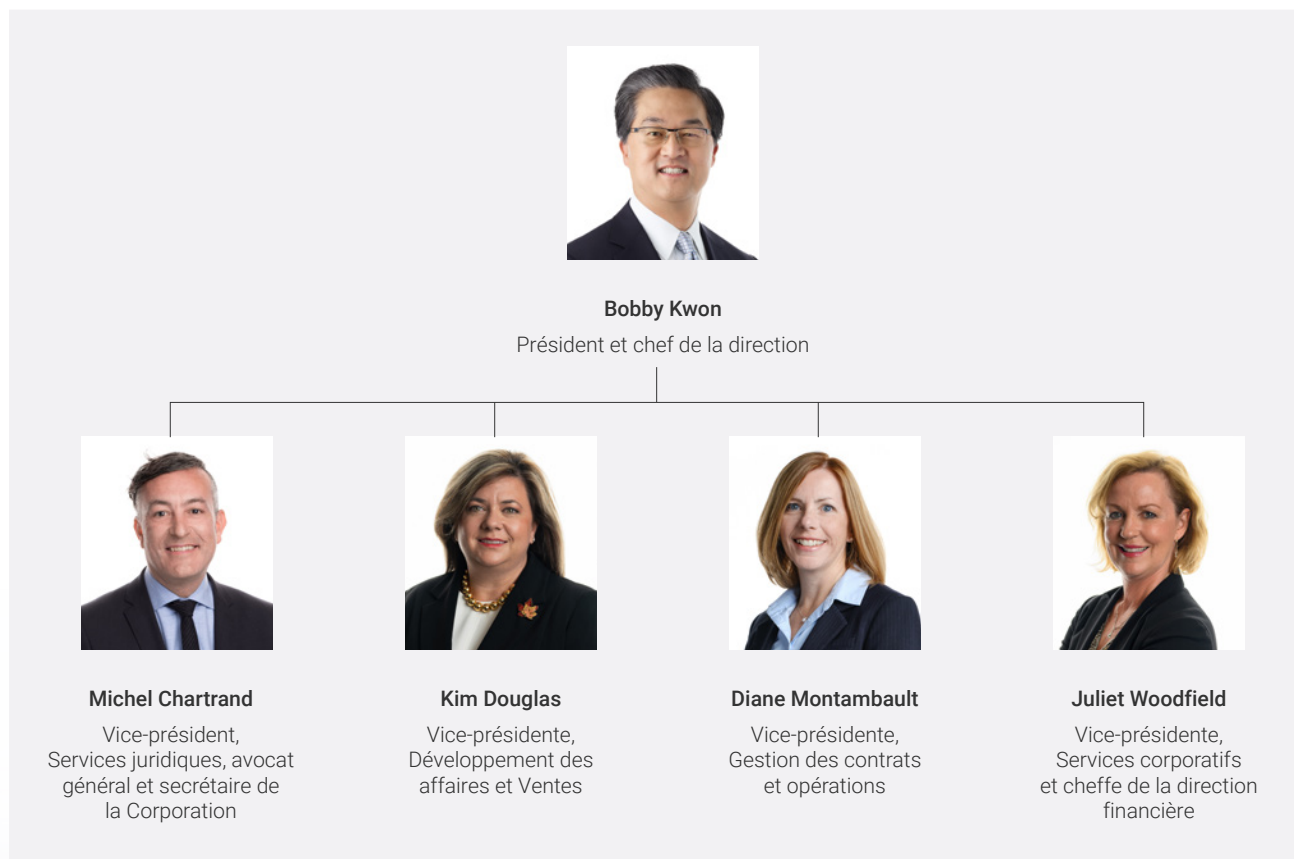 Bobby Kwon
Président et chef de la direction
Michel Chartrand
Vice-président,
Services juridiques, avocat
général et secrétaire de
la Corporation
Kim Douglas
Vice-présidente,
Développement des
affaires et Ventes
Diane Montambault
Vice-présidente,
Gestion des contrats
et opérations
Juliet Woodfield
Vice-présidente,
Services corporatifs
et cheffe de la direction
financière